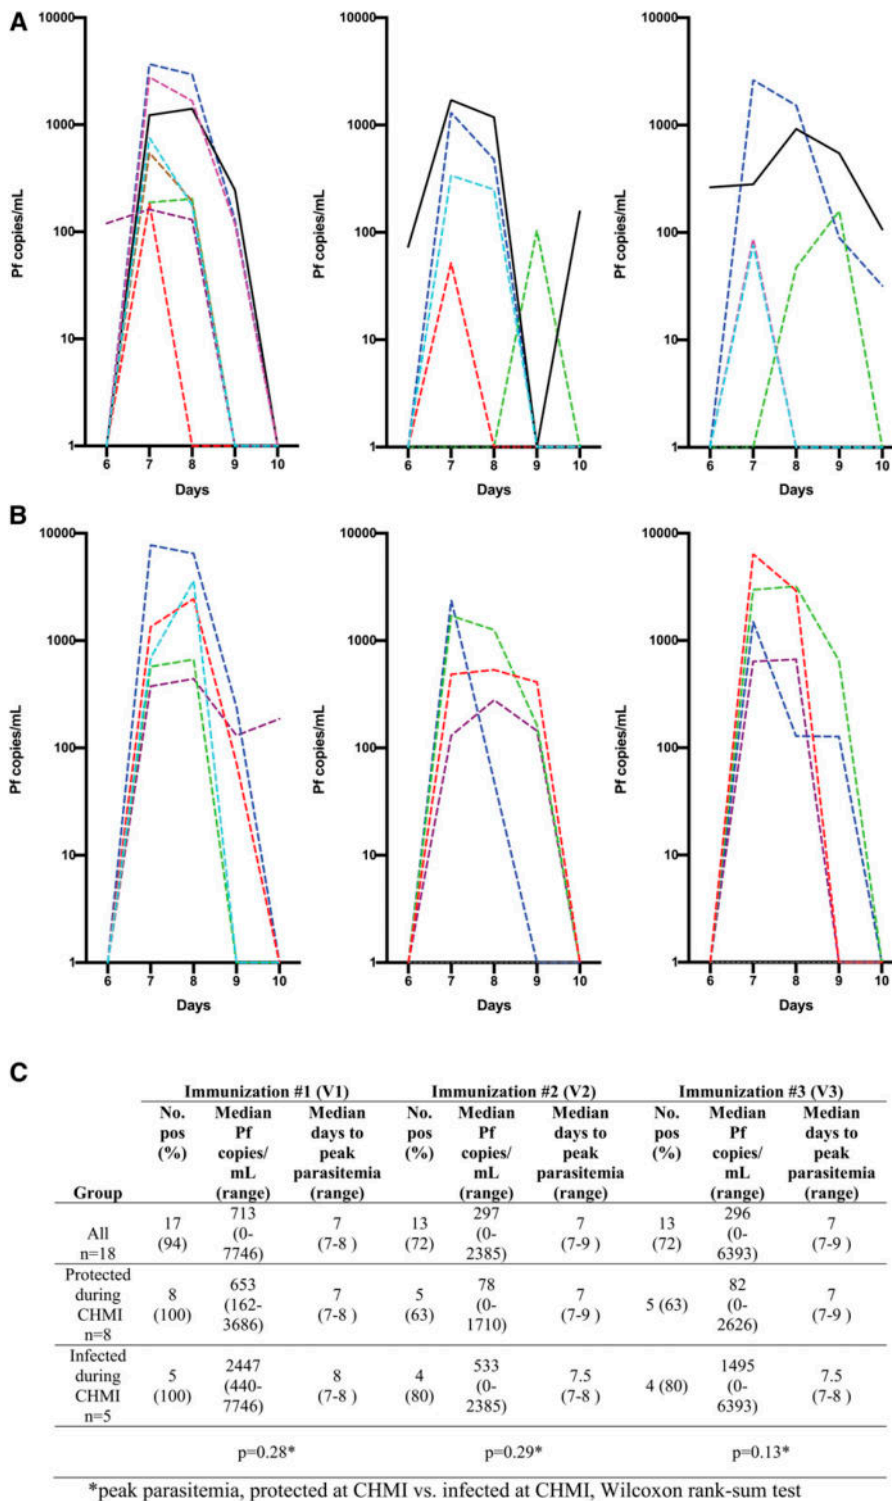 A
10000
1000
100
10
1
Pf copies/mL
6 7 8 9 10
Days
10000
1000
100
10
1
Pf copies/mL
6 7 8 9 10
Days
10000
1000
100
10
1
Pf copies/mL
6 7 8 9 10
Days
B
10000
1000
100
10
1
Pf copies/mL
6 7 8 9 10
Days
10000
1000
100
10
1
Pf copies/mL
6 7 8 9 10
Days
10000
1000
100
10
1
Pf copies/mL
6 7 8 9 10
Days
C
Immunization #1 (V1) Immunization #2 (V2) Immunization #3 (V3)
No. Median Median No. Median Median No. Median Median
pos Pf days to pos Pf days to pos Pf days to
(%) copies/ peak (%) copies/ peak (%) copies/ peak
mL parasitemia mL parasitemia mL parasitemia
Group (range) (range) (range) (range) (range) (range)
17 713 7 13 297 7 13 296 7
All (94) (0- (7-8 ) (72) (0- (7-9 ) (72) (0- (7-9 )
n=18 7746) 2385) 6393)
Protected 653 78 82
during 8 (162- 7 5 (0- 7 5 (63) (0- 7
CHMI (100) 3686) (7-8 ) (63) 1710) (7-9 ) 2626) (7-9 )
n=8
Infected 2447 533 1495
during 5 (440- 8 4 (0- 7.5 4 (80) (0- 7.5
CHMI (100) 7746) (7-8 ) (80) 2385) (7-8 ) 6393) (7-8 )
n=5
p=0.28* p=0.29* p=0.13*
*peak parasitemia, protected at CHMI vs. infected at CHMI, Wilcoxon rank-sum test